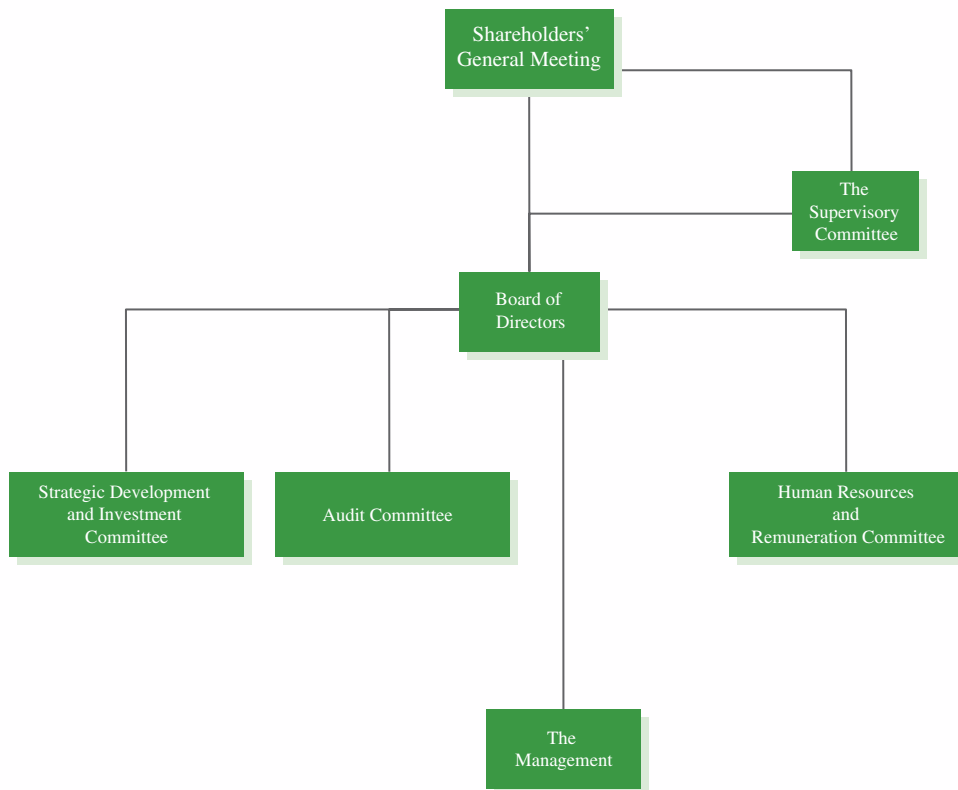 Shareholders’
General Meeting
The
Supervisory
Committee
Board of
Directors
Strategic Development
and Investment
Committee
Audit Committee
Human Resources
and
Remuneration Committee
The
Management